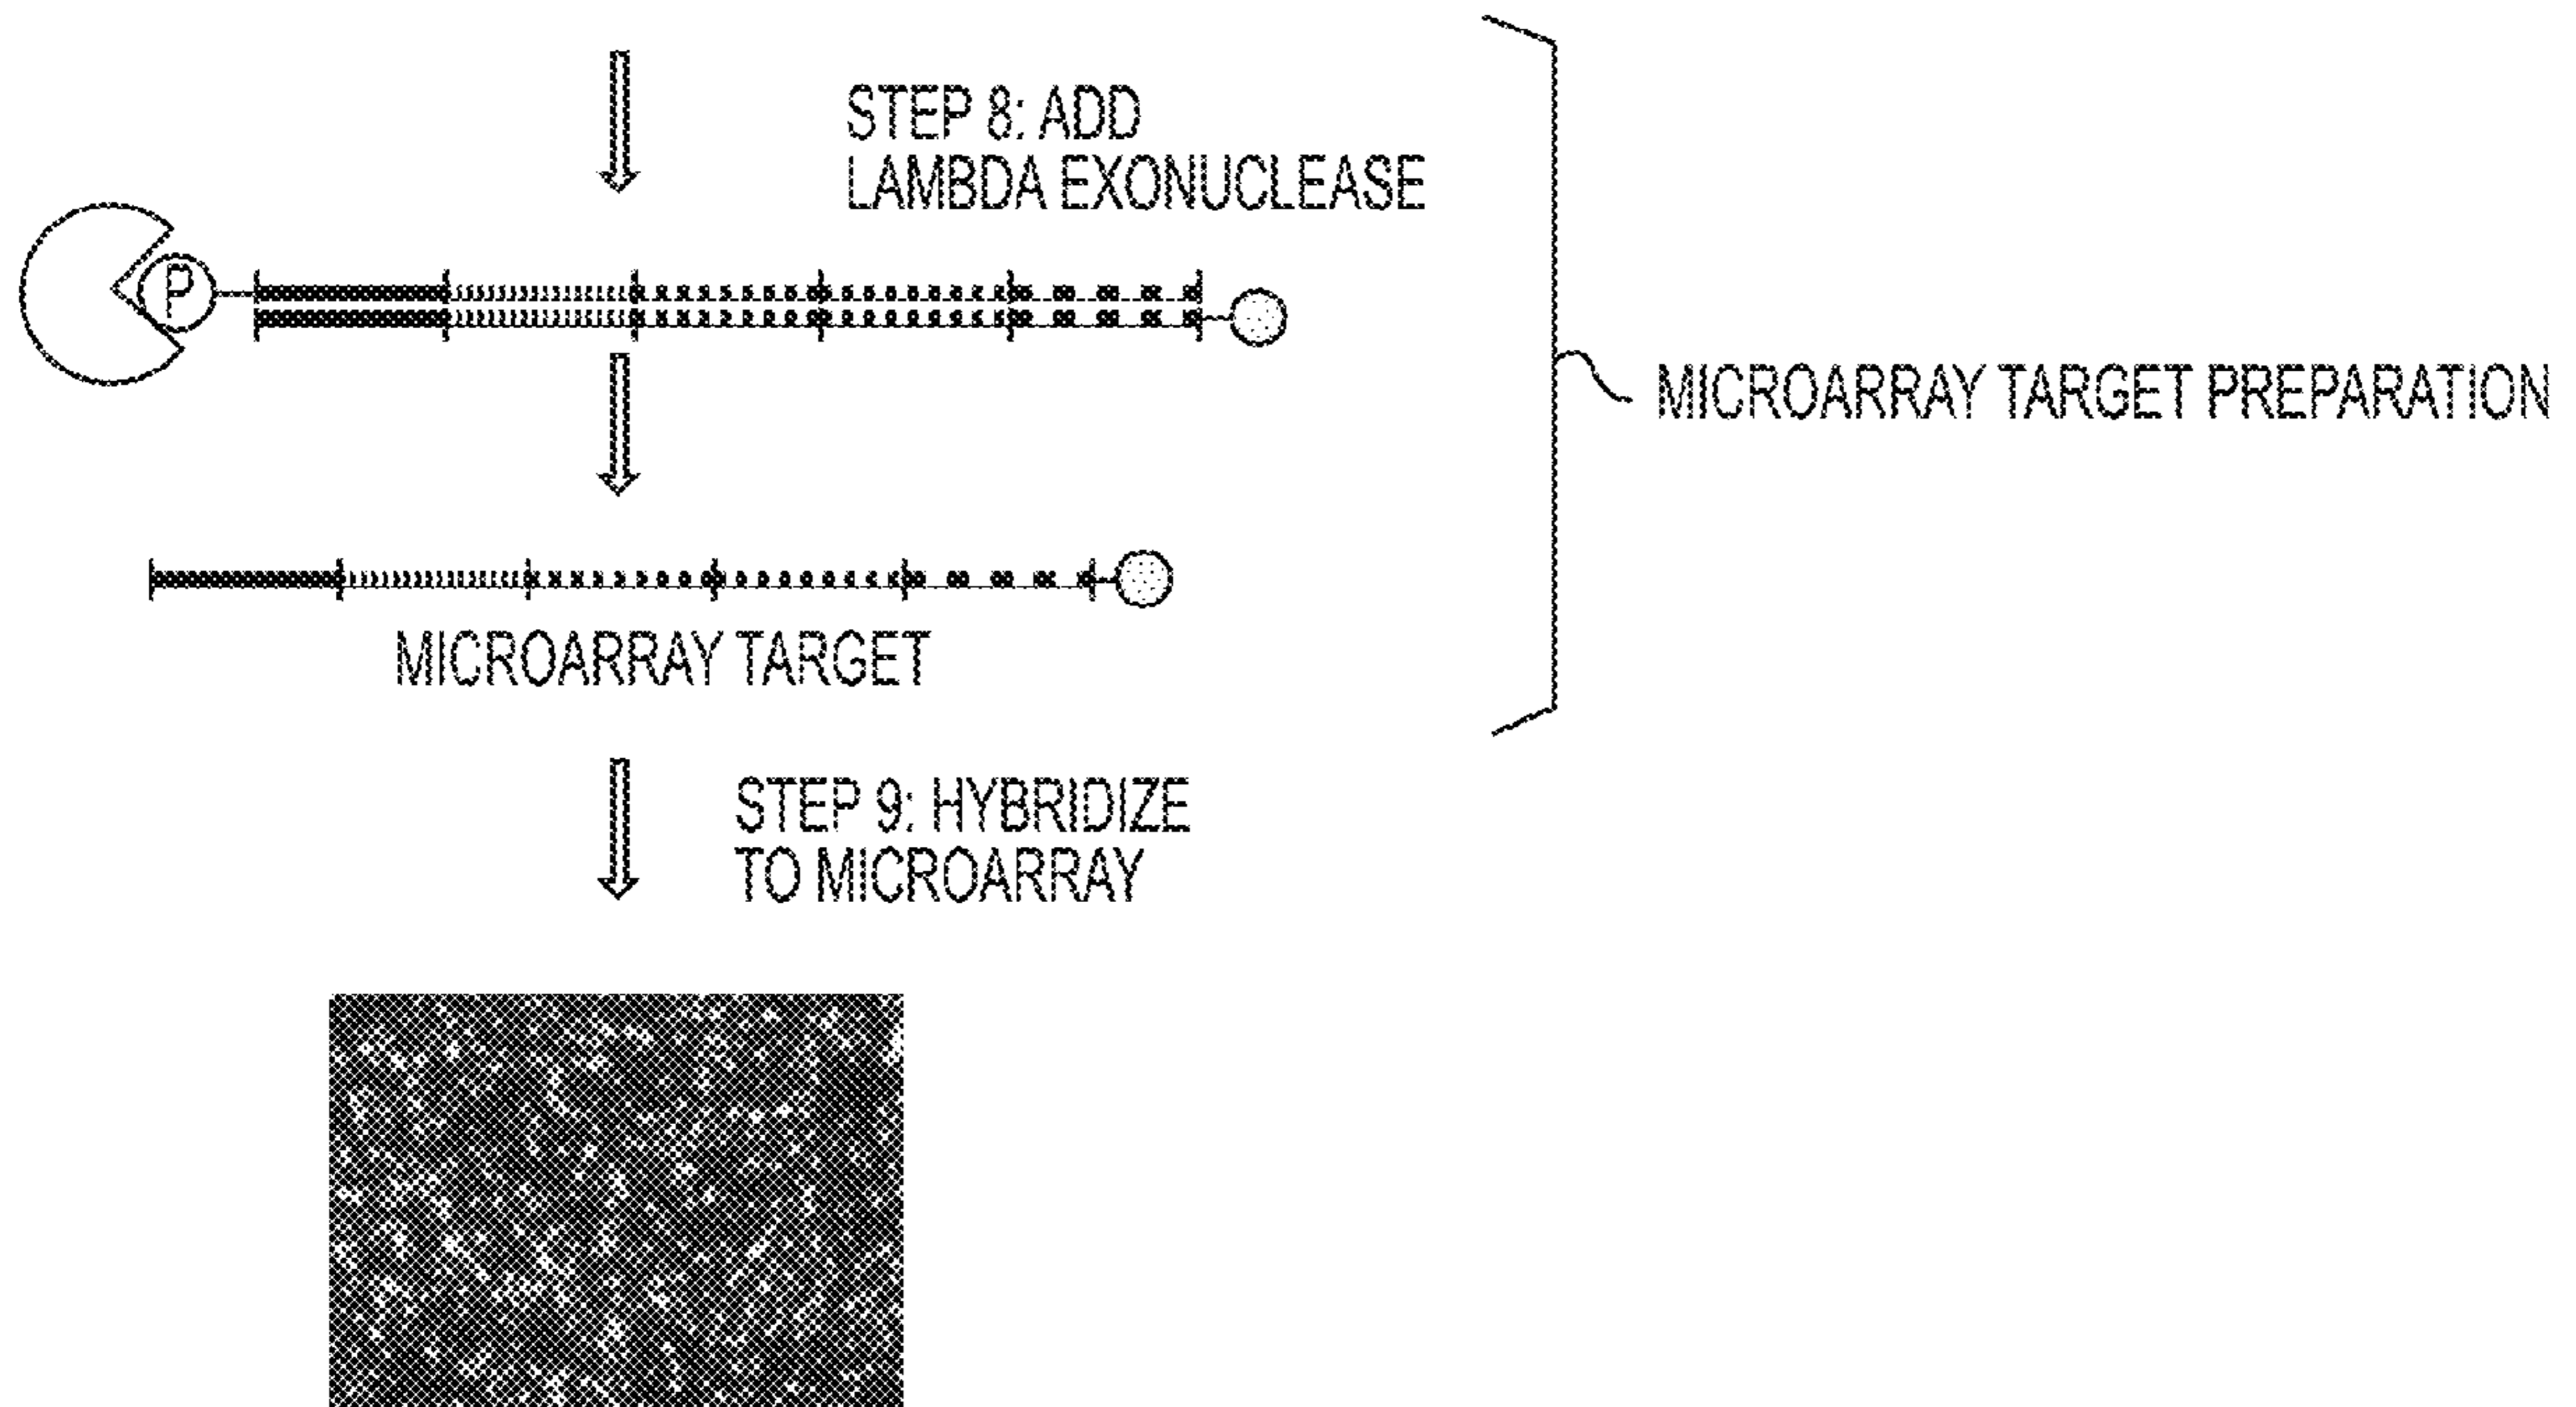 STEP 8: ADD
LAMBDA EXONUCLEASE
P
MICROARRAY TARGET PREPARATION
MICROARRAY TARGET
STEP 9: HYBRIDIZE
TO MICROARRAY